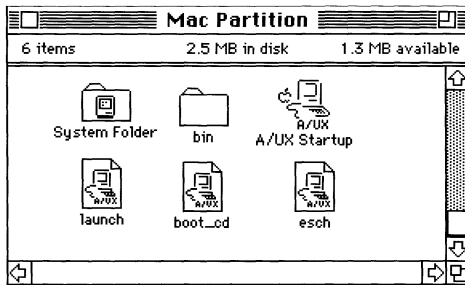 Mac Partition
6 items 2.5 MB in disk 1.3 MB available
System Folder bin A/UX
A/UX Startup
A/UX A/UX A/UX
launch boot_cd esch